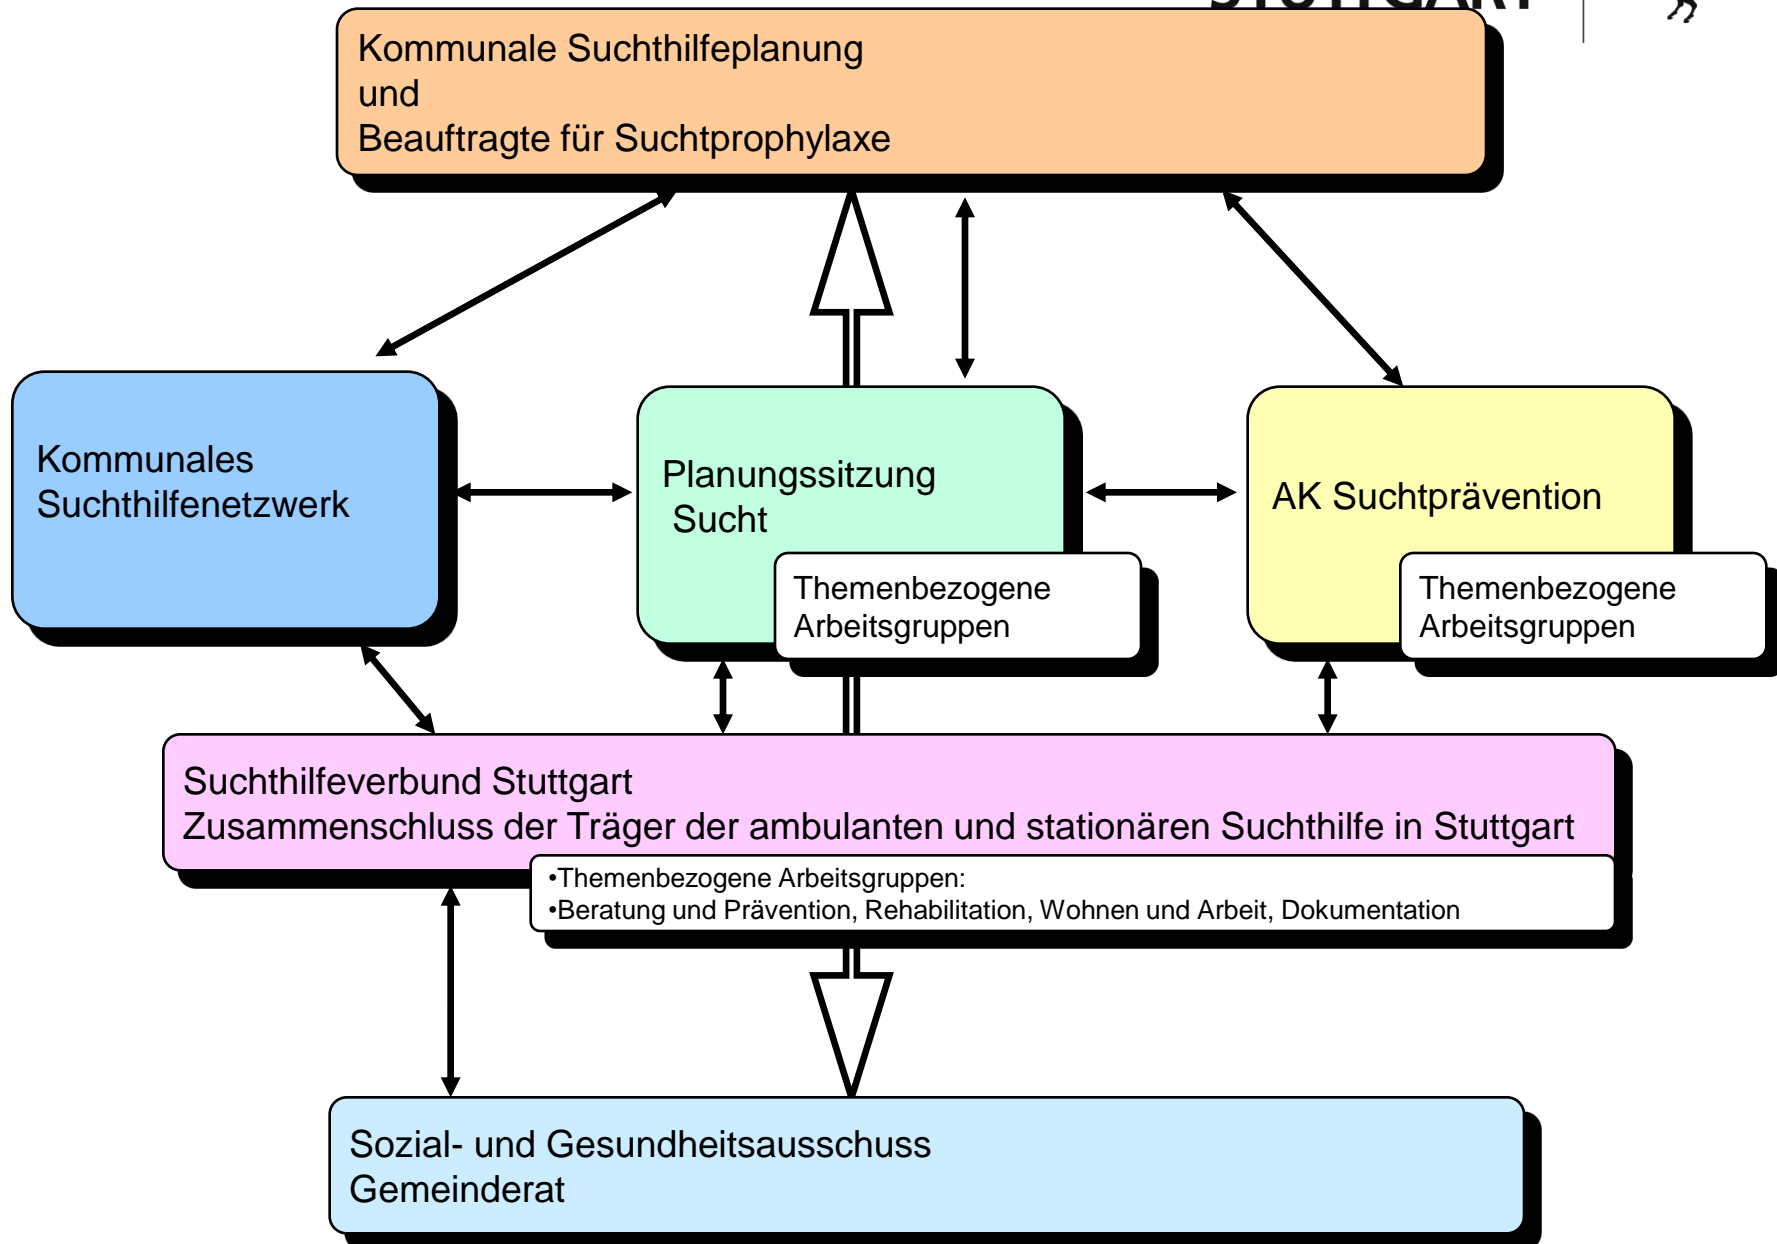 STUTTGART
Kommunale Suchthilfeplanung
und
Beauftragte für Suchtprophylaxe
Kommunales
Suchthilfenetzwerk
Planungssitzung
Sucht
Themenbezogene
Arbeitsgruppen
AK Suchtprävention
Themenbezogene
Arbeitsgruppen
Suchthilfeverbund Stuttgart
Zusammenschluss der Träger der ambulanten und stationären Suchthilfe in Stuttgart
•Themenbezogene Arbeitsgruppen:
•Beratung und Prävention, Rehabilitation, Wohnen und Arbeit, Dokumentation
Sozial- und Gesundheitsausschuss
Gemeinderat